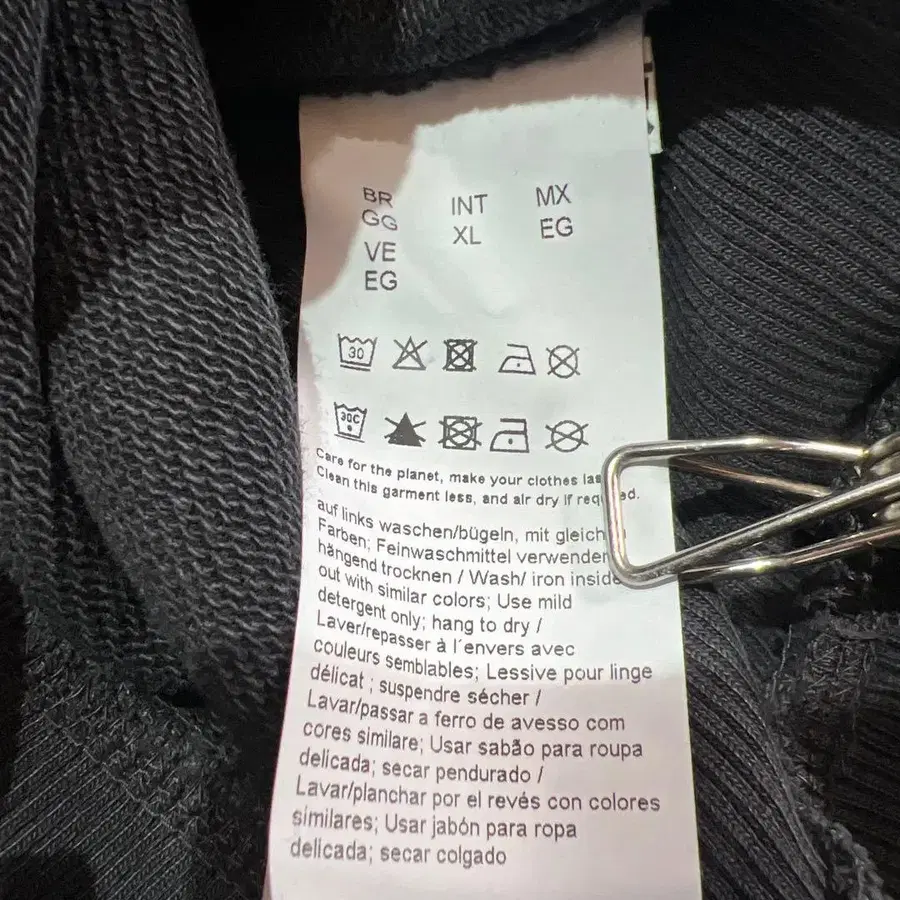 BR INT MX
GG XL EG
VE
EG
30
30C
Care for the planet, make your clothes
Clean this garment less, and air dry if
auf links waschen/bügeln, mit gleich
Farben; Feinwaschmittel verwenden
hängend trocknen / Wash/ iron inside
out with similar colors; Use mild
detergent only; hang to dry /
Laver/repasser à l´envers avec
couleurs semblables; Lessive pour linge
délicat ; suspendre sécher /
Lavar/passar a ferro de avesso com
cores similare; Usar sabão para roupa
delicada; secar pendurado /
Lavar/planchar por el revés con colores
similares; Usar jabón para ropa
delicada; secar colgado